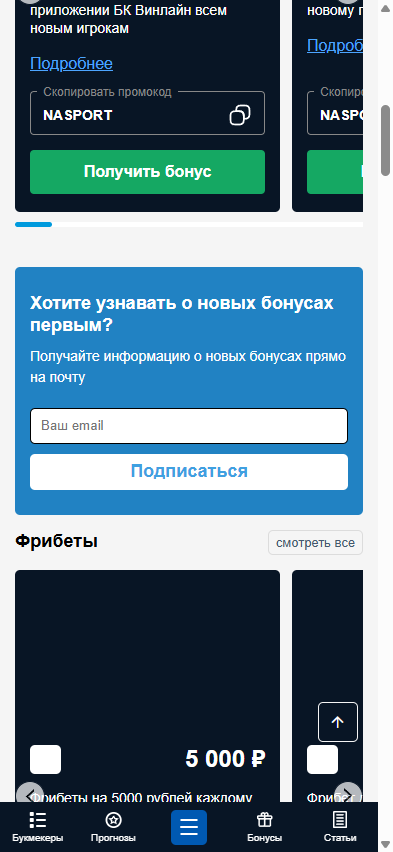 приложении БК Винлайн всем
новым игрокам
Подробнее
Скопировать промокод
NASPORT
Получить бонус
новому
Хотите узнавать о новых бонусах
первым?
Получайте информацию о новых бонусах прямо
на почту
Ваш email
Подписаться
Фрибеты
смотреть все
5 000 ₽
Фрибеты на 5000 рублей каждому
Фрибет
Букмекеры
Прогнозы
Бонусы
Статьи